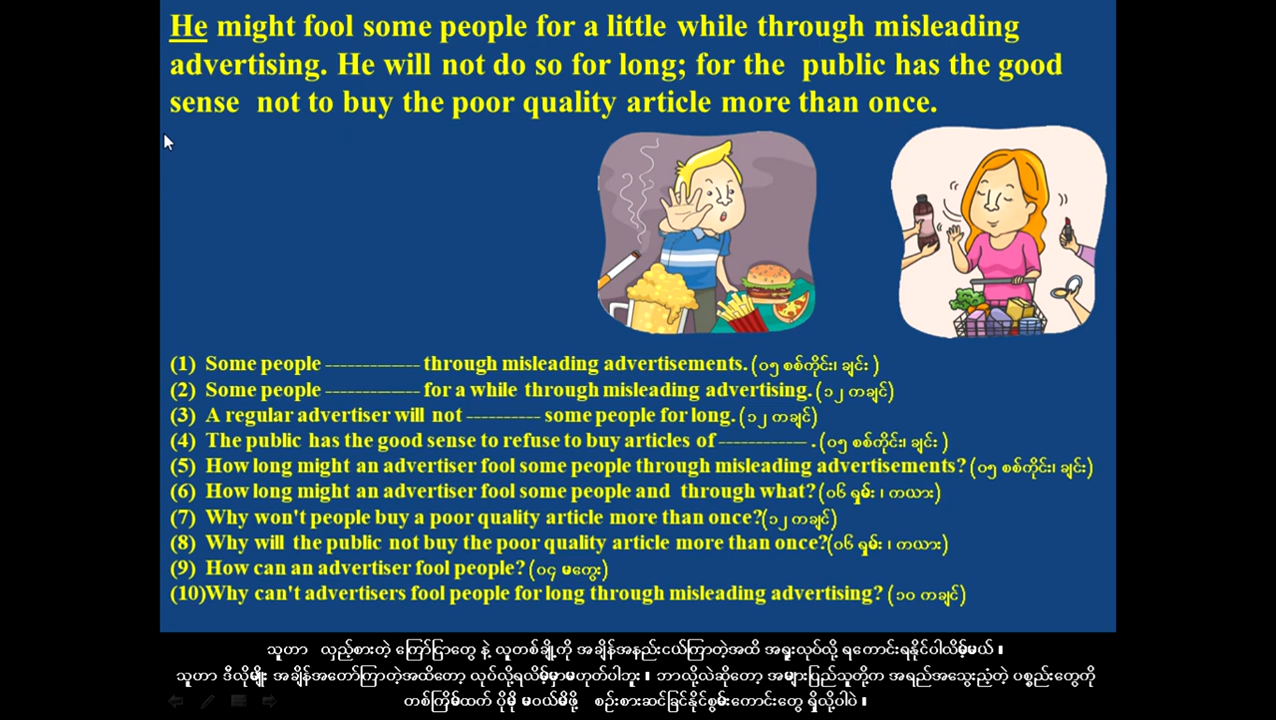 He might fool some people for a little while through misleading
advertising. He will not do so for long; for the public has the good
sense not to buy the poor quality article more than once.
(1) Some people ------------- through misleading advertisements. (၀၅ စစ်ကိုင်း၊ ချင်း )
(2) Some people ------------- for a while through misleading advertising. (၁၂ ကချင်)
(3) A regular advertiser will not ---------- some people for long. (၁၂ ကချင်)
(4) The public has the good sense to refuse to buy articles of ------------ . (၀၅ စစ်ကိုင်း၊ ချင်း )
(5) How long might an advertiser fool some people through misleading advertisements? (၀၅ စစ်ကိုင်း၊ ချင်း)
(6) How long might an advertiser fool some people and through what? (၀၆ ရှမ်း ၊ ကယား)
(7) Why won't people buy a poor quality article more than once?(၁၂ ကချင်)
(8) Why will the public not buy the poor quality article more than once?(၀၆ ရှမ်း ၊ ကယား)
(9) How can an advertiser fool people? (၀၄ မကွေး)
(10)Why can't advertisers fool people for long through misleading advertising? (၁၀ ကချင်)
သူဟာ လှည့်စားတဲ့ ကြော်ငြာတွေ နဲ့ လူတစ်ချို့ကို အချိန်အနည်းငယ်ကြာတဲ့အထိ အရူးလုပ်လို့ ရကောင်းရနိုင်ပါလိမ့်မယ် ။
သူဟာ ဒီလိုမျိုး အချိန်အတော်ကြာတဲ့အထိတော့ လုပ်လို့ရလိမ့်မှာမဟုတ်ပါဘူး ။ ဘာလို့လဲဆိုတော့ အများပြည်သူတို့က အရည်အသွေးညံ့တဲ့ ပစ္စည်းတွေကို
တစ်ကြိမ်ထက် ပိုမို မဝယ်မိဖို့ စဉ်းစားဆင်ခြင်နိုင်စွမ်းကောင်းတွေ ရှိလို့ဝါပဲ ။